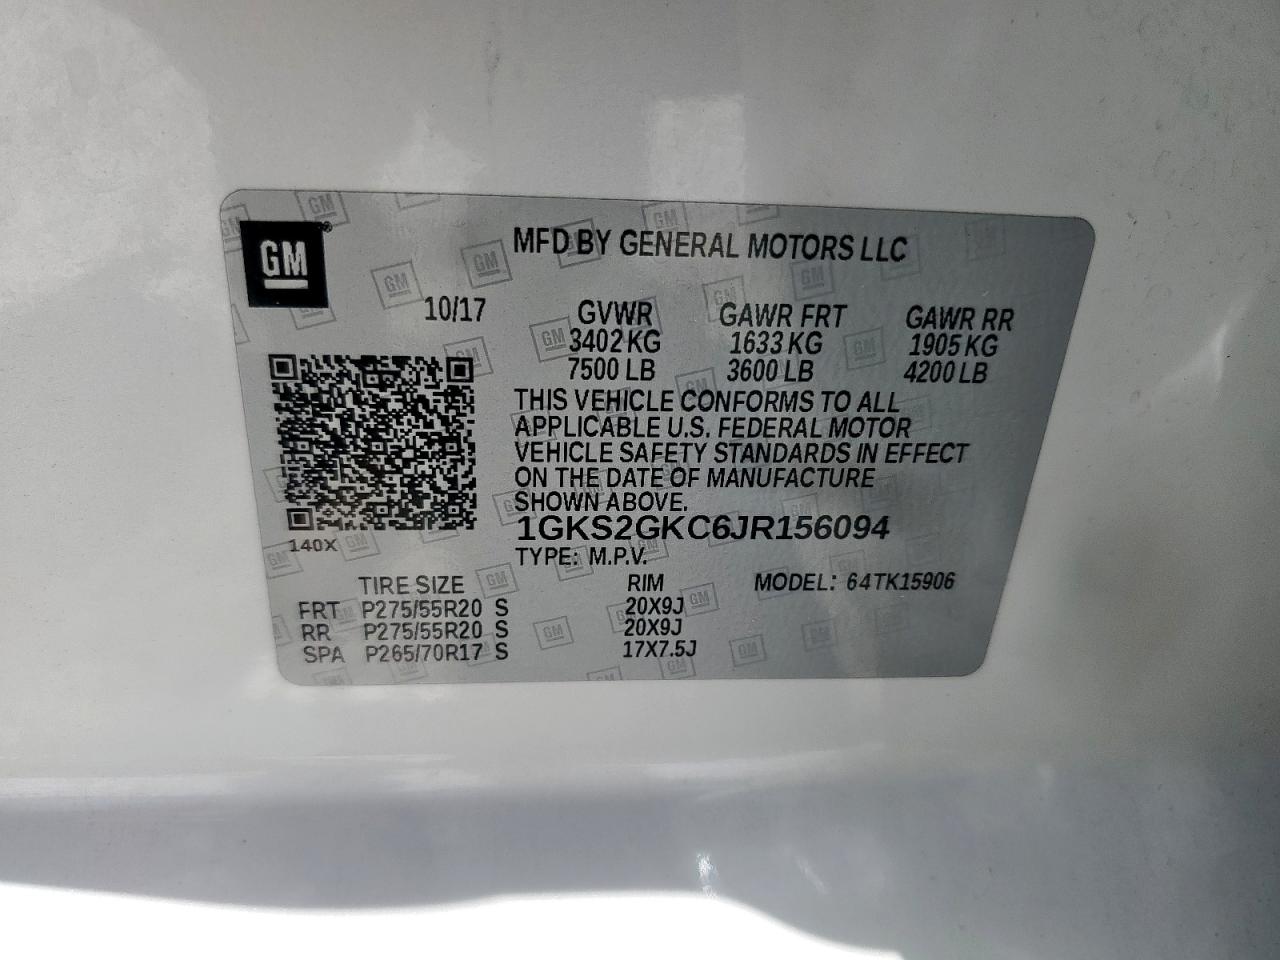 GM ®
MFD BY GENERAL MOTORS LLC
10/17 GVWR GAWR FRT GAWR RR
3402 KG 1633 KG 1905 KG
7500 LB 3600 LB 4200 LB
THIS VEHICLE CONFORMS TO ALL
APPLICABLE U.S. FEDERAL MOTOR
VEHICLE SAFETY STANDARDS IN EFFECT
ON THE DATE OF MANUFACTURE
SHOWN ABOVE.
1GKS2GKC6JR156094
140X
TYPE: M.P.V.
TIRE SIZE RIM MODEL: 64TK15906
FRT P275/55R20 S 20X9J
RR P275/55R20 S 20X9J
SPA P265/70R17 S 17X7.5J